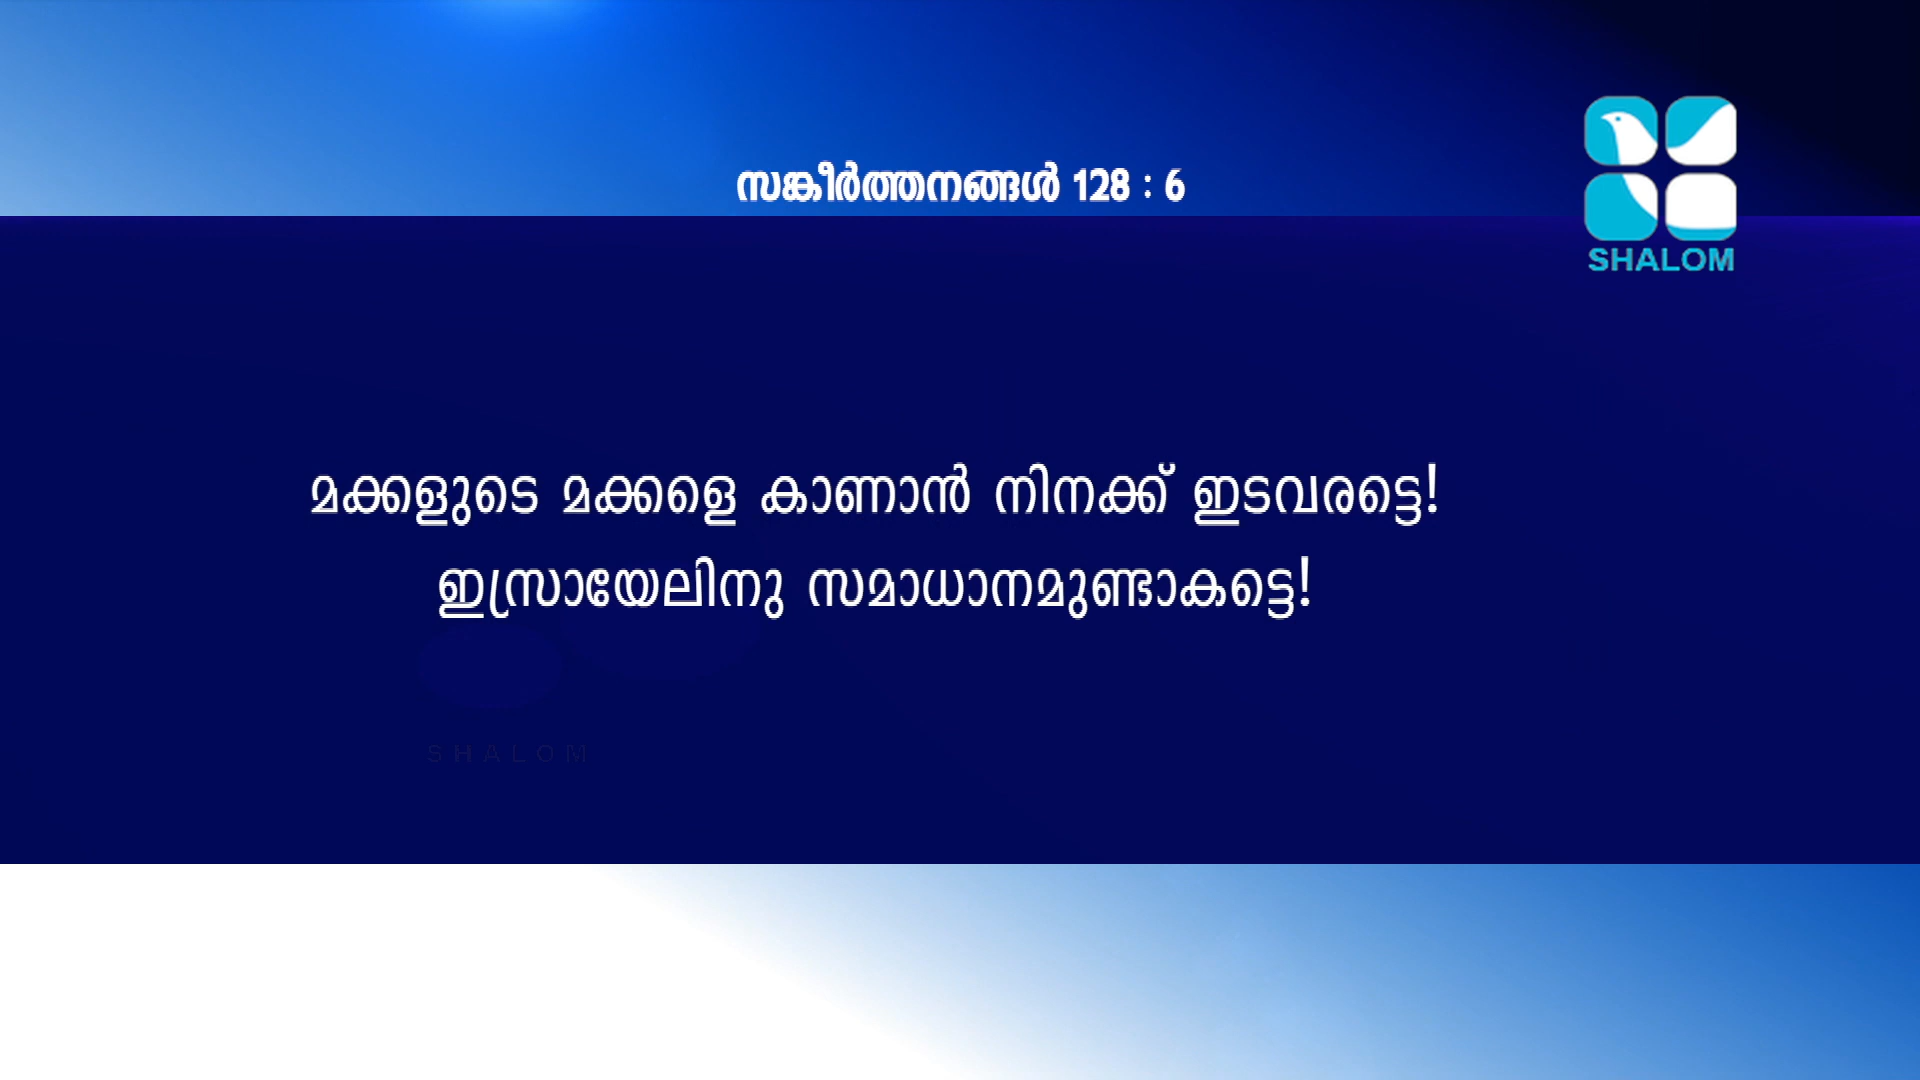 സങ്കീർത്തനങ്ങൾ 128 : 6
SHALOM
മക്കളുടെ മക്കളെ കാണാൻ നിനക്ക് ഇടവരട്ടെ!
ഇസ്രായേലിനു സമാധാനമുണ്ടാകട്ടെ!
SHALOM